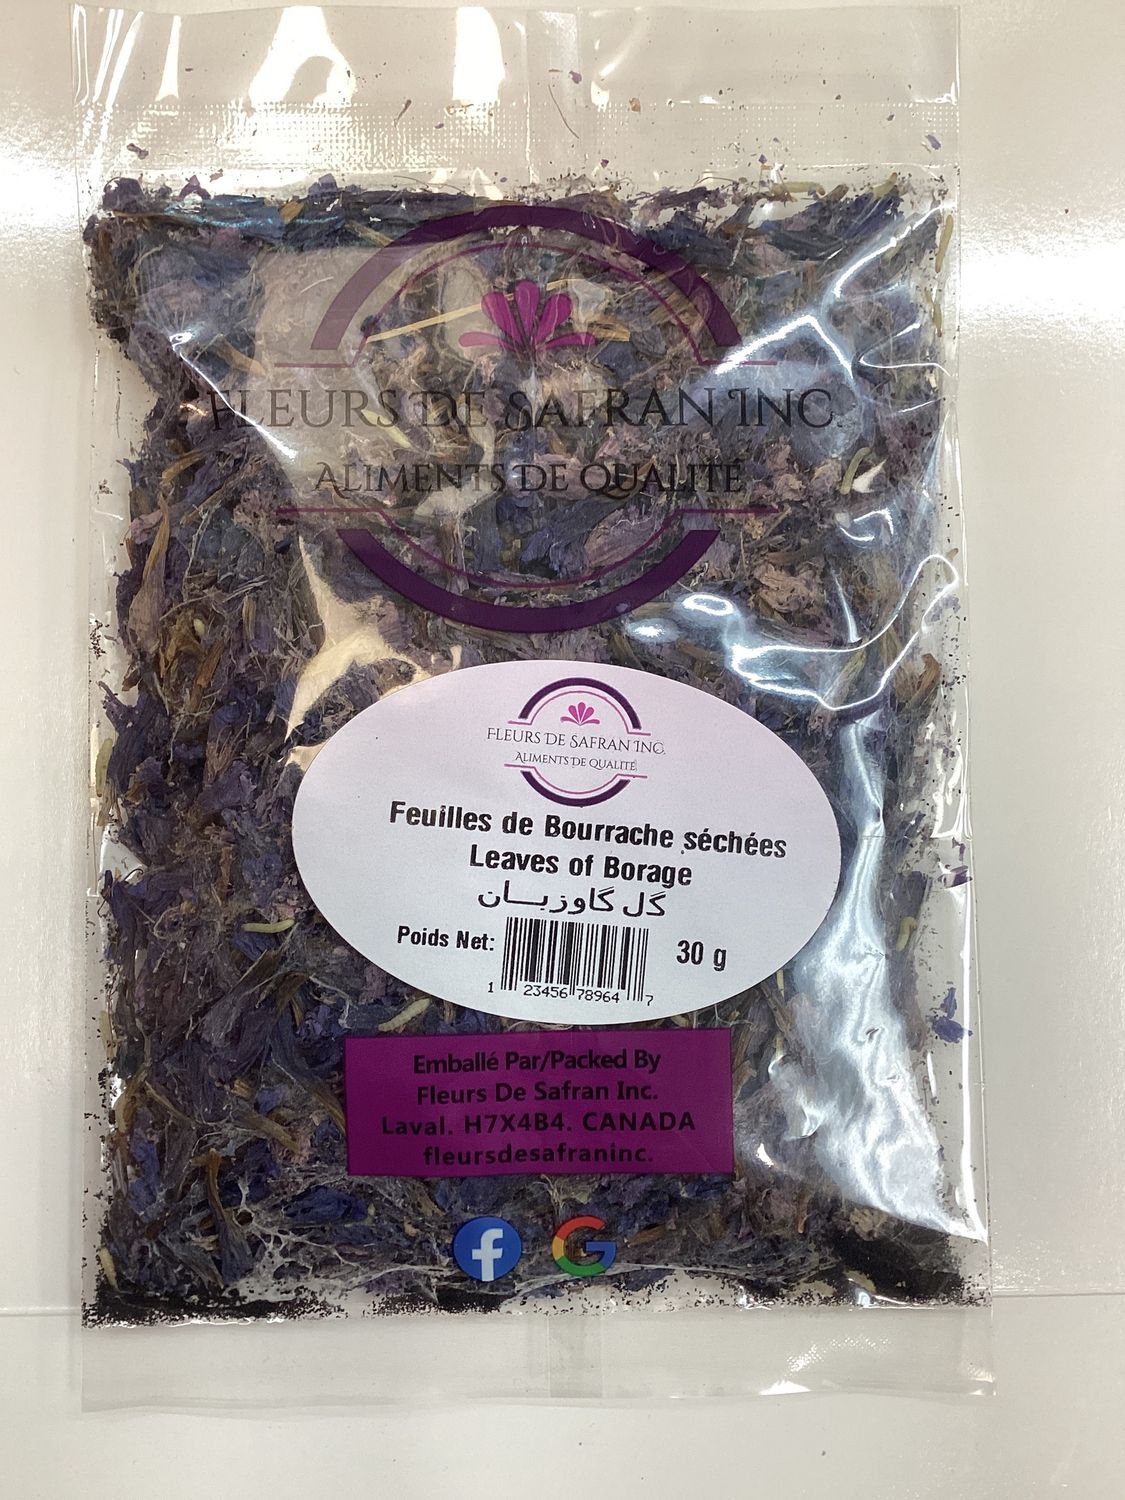 FLEURS DE SAFRAN INC.
ALIMENTS DE QUALITÉ
FLEURS DE SAFRAN INC.
ALIMENTS DE QUALITÉ
Feuilles de Bourrache séchées
Leaves of Borage
گل گاوزبـــان
Poids Net: 30 g
1 23456 78964 7
Emballé Par/Packed By
Fleurs De Safran Inc.
Laval. H7X4B4. CANADA
fleursdesafraninc.